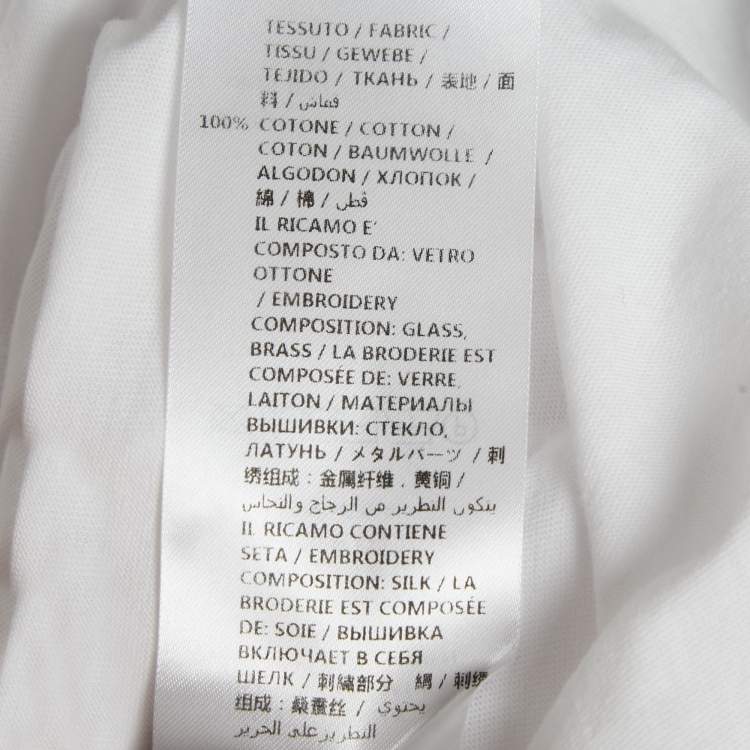 TESSUTO / FABRIC /
TISSU / GEWEBE /
TEJIDO / ТКАНЬ / 表地 / 面
料 / قماش
100% COTONE / COTTON /
COTON / BAUMWOLLE /
ALGODON / ХЛОПОК /
綿 / 棉 / قطن
IL RICAMO E'
COMPOSTO DA: VETRO
OTTONE
/ EMBROIDERY
COMPOSITION: GLASS,
BRASS / LA BRODERIE EST
COMPOSÉE DE: VERRE,
LAITON / МАТЕРИАЛЫ
ВЫШИВКИ: СТЕКЛО,
ЛАТУНЬ / メタルパーツ / 刺
绣组成: 金属纤维 , 黄铜 /
يتكون التطريز من الزجاج والنحاس
IL RICAMO CONTIENE
SETA / EMBROIDERY
COMPOSITION: SILK / LA
BRODERIE EST COMPOSÉE
DE: SOIE / ВЫШИВКА
ВКЛЮЧАЕТ В СЕБЯ
ШЕЛК / 刺繍部分 絹 / 刺绣
组成: 桑蚕丝 / يحتوي
التطريز على الحرير